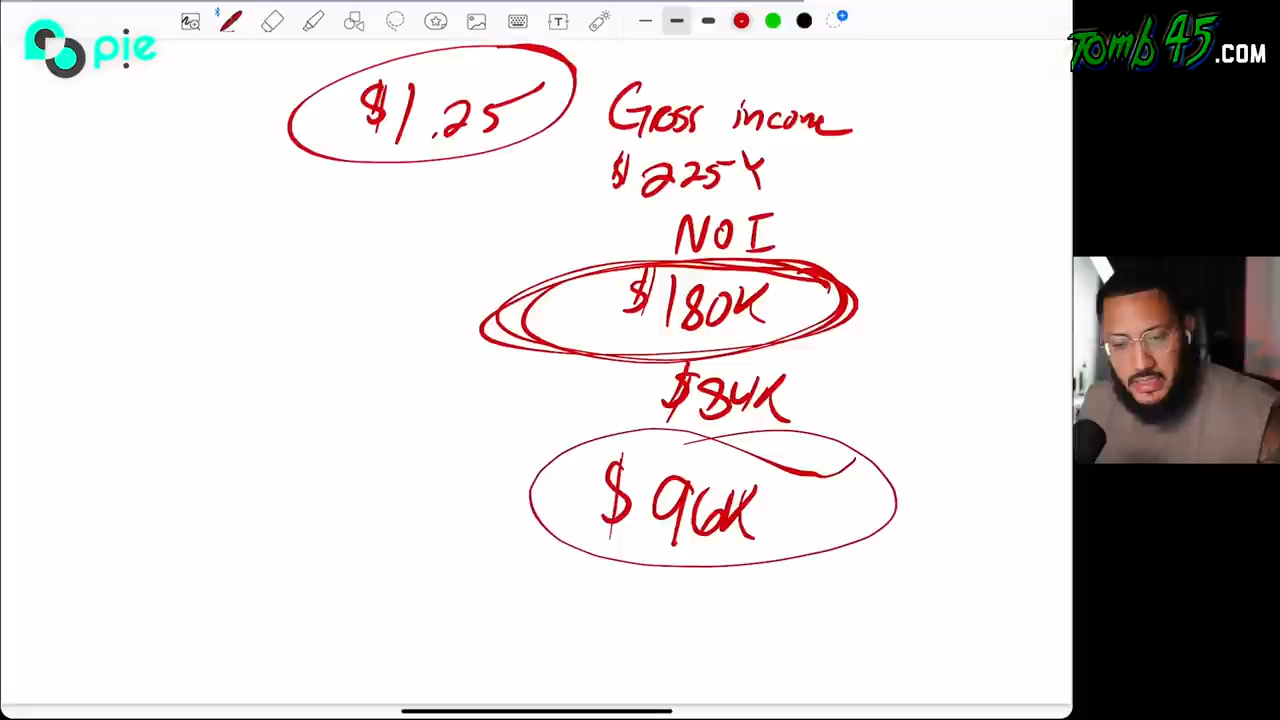 pie
Tomb 45.COM
$1.25
Gross income
$225K
NOI
$180K
$84K
$96K